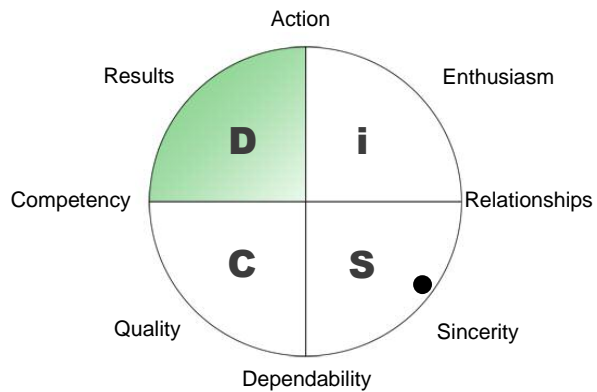 Action
Results
Enthusiasm
D
i
Competency
Relationships
C
S
Quality
Sincerity
Dependability